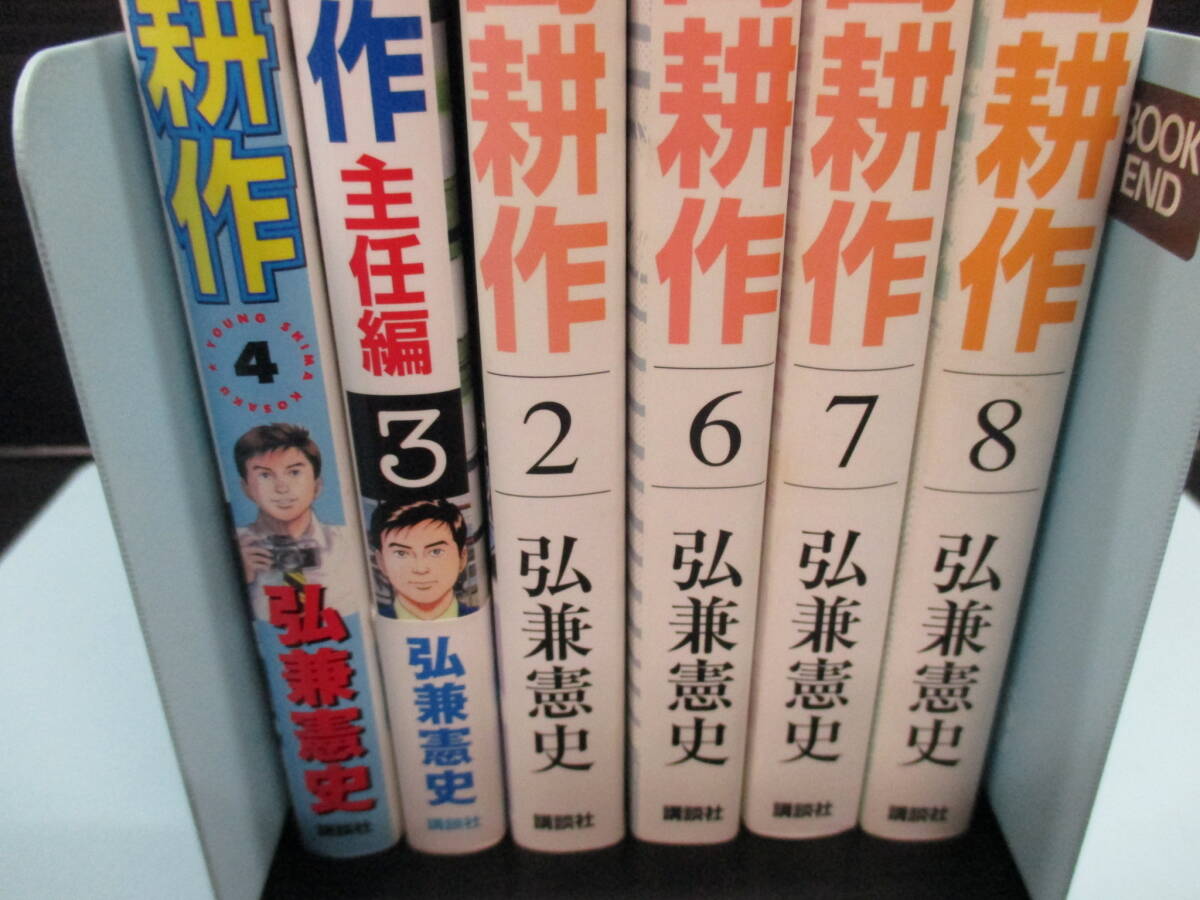 耕作
YOUNG SHIMA KOSAKU
4
弘兼憲史
講談社
作
主任編
3
弘兼憲史
講談社
耕作
2
弘兼憲史
講談社
耕作
6
弘兼憲史
講談社
耕作
7
弘兼憲史
講談社
耕作
8
弘兼憲史
講談社
BOOK
END